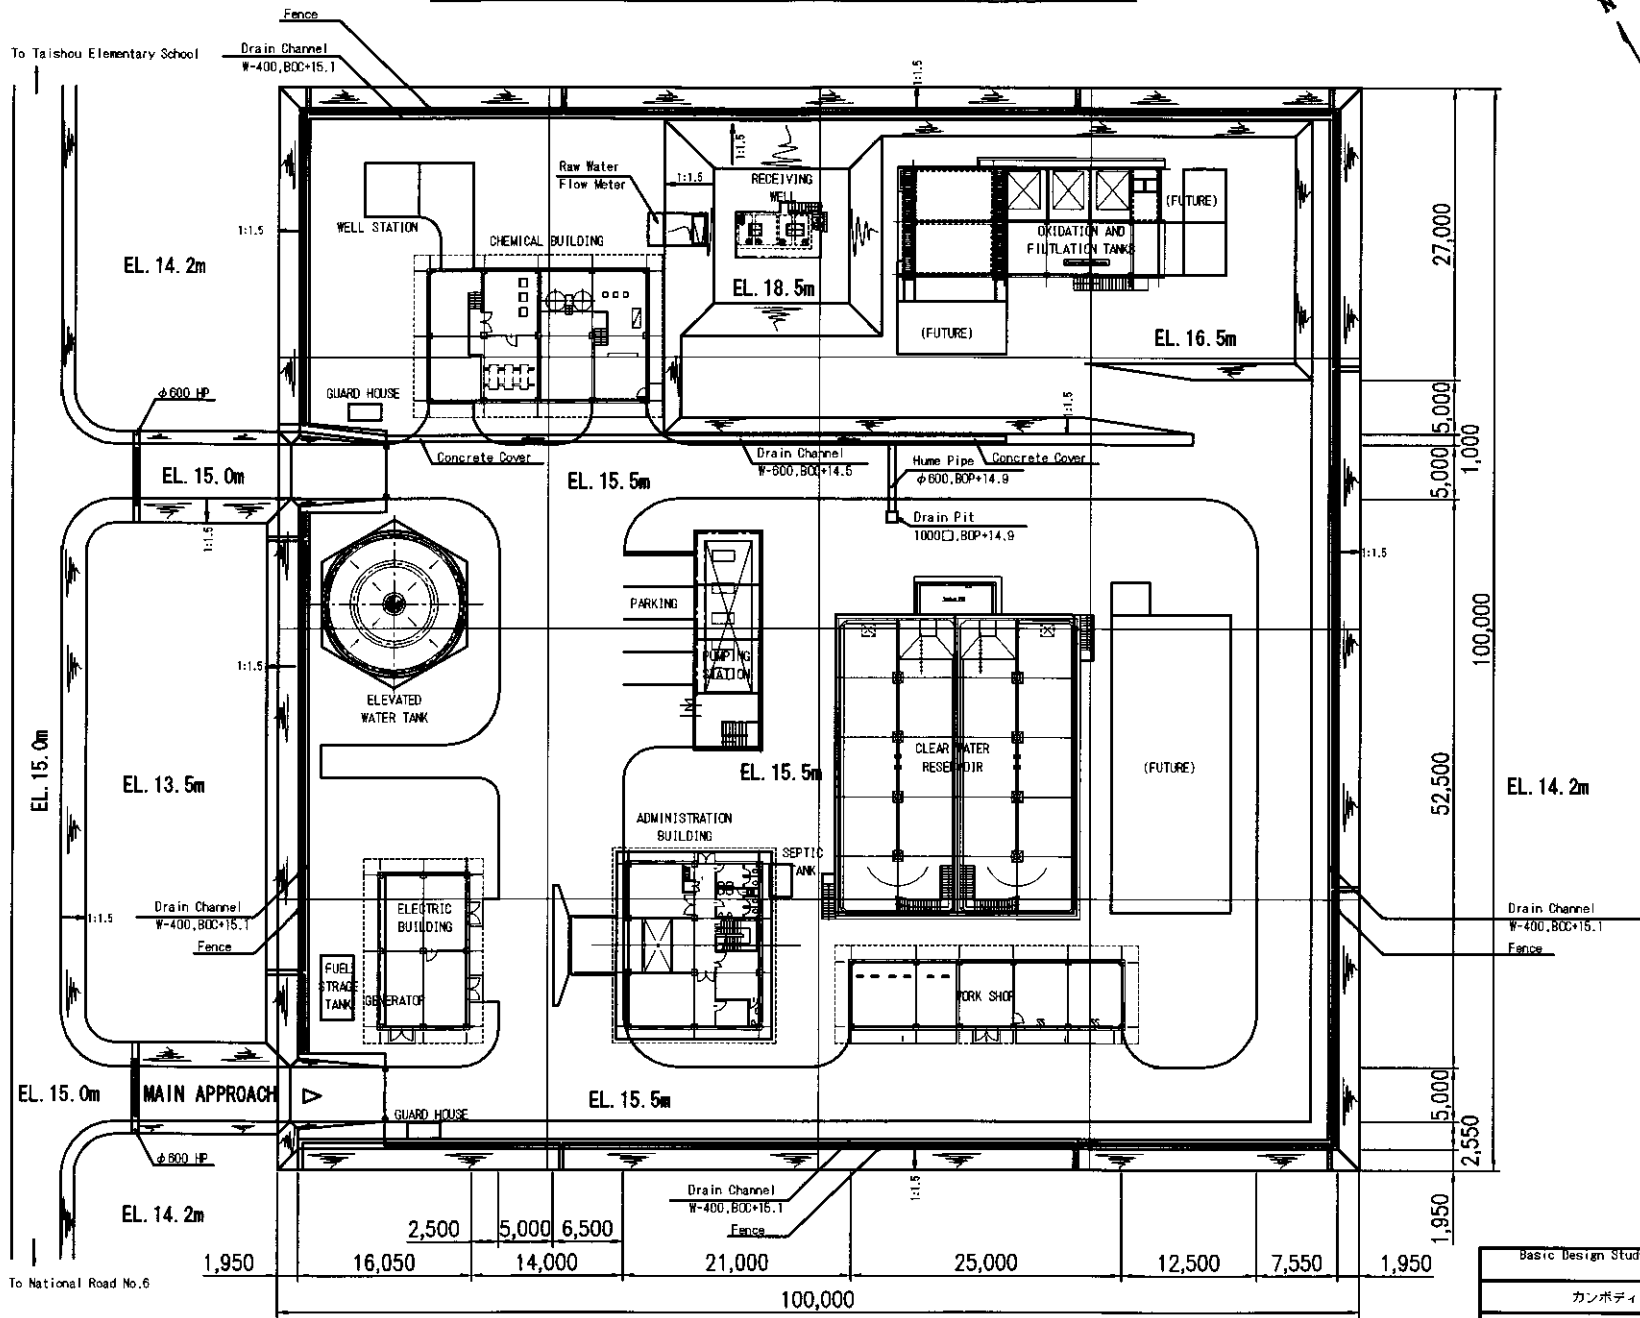 N
Fence
To Taishou Elementary School
Drain Channel
W-400,BOC+15.1
1:1.5
Raw Water
Flow Meter
1:1.5
1:1.5
RECEIVING
WELL
(FUTURE)
WELL STATION
1:1.5
CHEMICAL BUILDING
OXIDATION AND
FILTLATION TANKS
EL.14.2m
EL.18.5m
(FUTURE)
EL.16.5m
27,000
φ600 HP
GUARD HOUSE
1:1.5
5,000
1,000
Concrete Cover
Drain Channel
W-600,BOC+14.5
Hume Pipe
φ600,BOP+14.9
Concrete Cover
EL.15.0m
EL.15.5m
5,000
Drain Pit
1000□,BOP+14.9
1:1.5
1:1.5
PARKING
PUMPING
STATION
100,000
1:1.5
ELEVATED
WATER TANK
EL.15.0m
EL.13.5m
EL.15.5m
CLEAR WATER
RESERVOIR
(FUTURE)
52,500
EL.14.2m
ADMINISTRATION
BUILDING
SEPTIC
TANK
1:1.5
Drain Channel
W-400,BOC+15.1
Fence
ELECTRIC
BUILDING
Drain Channel
W-400,BOC+15.1
Fence
FUEL
STRAGE
TANK
GENERATOR
WORK SHOP
EL.15.0m
MAIN APPROACH
EL.15.5m
GUARD HOUSE
5,000
2,550
φ600 HP
Drain Channel
W-400,BOC+15.1
Fence
1:1.5
EL.14.2m
1,950
2,500
5,000
6,500
1,950
16,050
14,000
21,000
25,000
12,500
7,550
1,950
To National Road No.6
100,000
Basic Design Stud
カンボディ